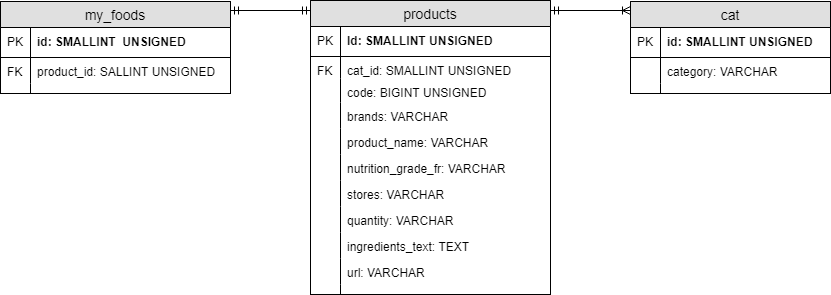 my_foods
PK id: SMALLINT UNSIGNED
FK product_id: SALLINT UNSIGNED
products
PK Id: SMALLINT UNSIGNED
FK cat_id: SMALLINT UNSIGNED
code: BIGINT UNSIGNED
brands: VARCHAR
product_name: VARCHAR
nutrition_grade_fr: VARCHAR
stores: VARCHAR
quantity: VARCHAR
ingredients_text: TEXT
url: VARCHAR
cat
PK id: SMALLINT UNSIGNED
category: VARCHAR